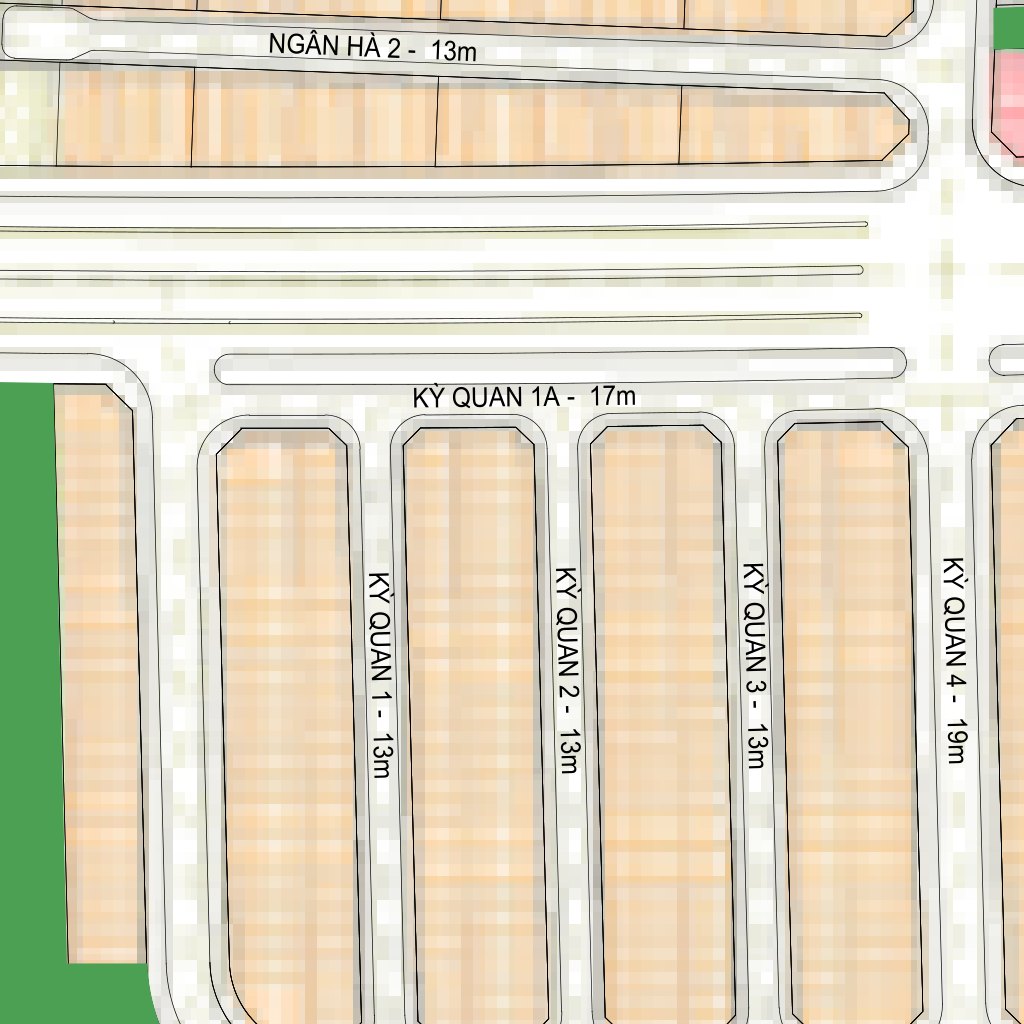 NGÂN HÀ 2 - 13m
KỲ QUAN 1A - 17m
KỲ QUAN 1 - 13m
KỲ QUAN 2 - 13m
KỲ QUAN 3 - 13m
KỲ QUAN 4 - 19m